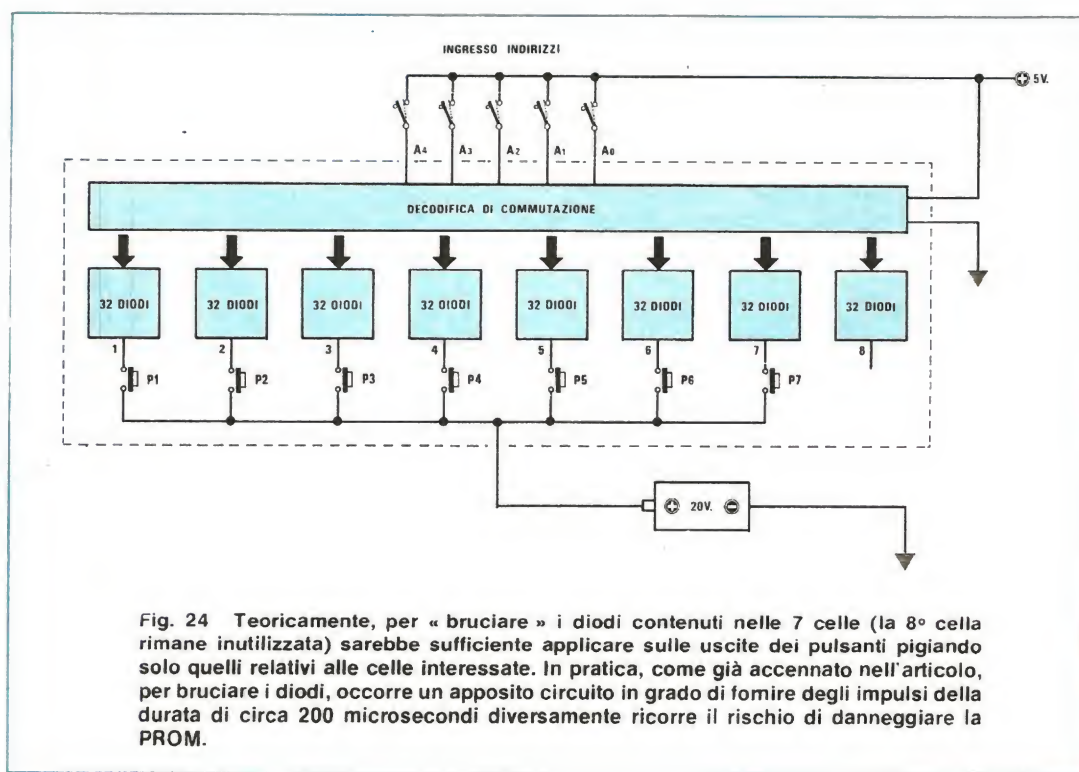 INGRESSO INDIRIZZI
⊕ 5V.
A4 A3 A2 A1 A0
DECODIFICA DI COMMUTAZIONE
32 DIODI 32 DIODI 32 DIODI 32 DIODI 32 DIODI 32 DIODI 32 DIODI 32 DIODI
1 2 3 4 5 6 7 8
P1 P2 P3 P4 P5 P6 P7
⊕ 20V. ⊖
Fig. 24 Teoricamente, per « bruciare » i diodi contenuti nelle 7 celle (la 8º cella
rimane inutilizzata) sarebbe sufficiente applicare sulle uscite dei pulsanti pigiando
solo quelli relativi alle celle interessate. In pratica, come già accennato nell'articolo,
per bruciare i diodi, occorre un apposito circuito in grado di fornire degli impulsi della
durata di circa 200 microsecondi diversamente ricorre il rischio di danneggiare la
PROM.